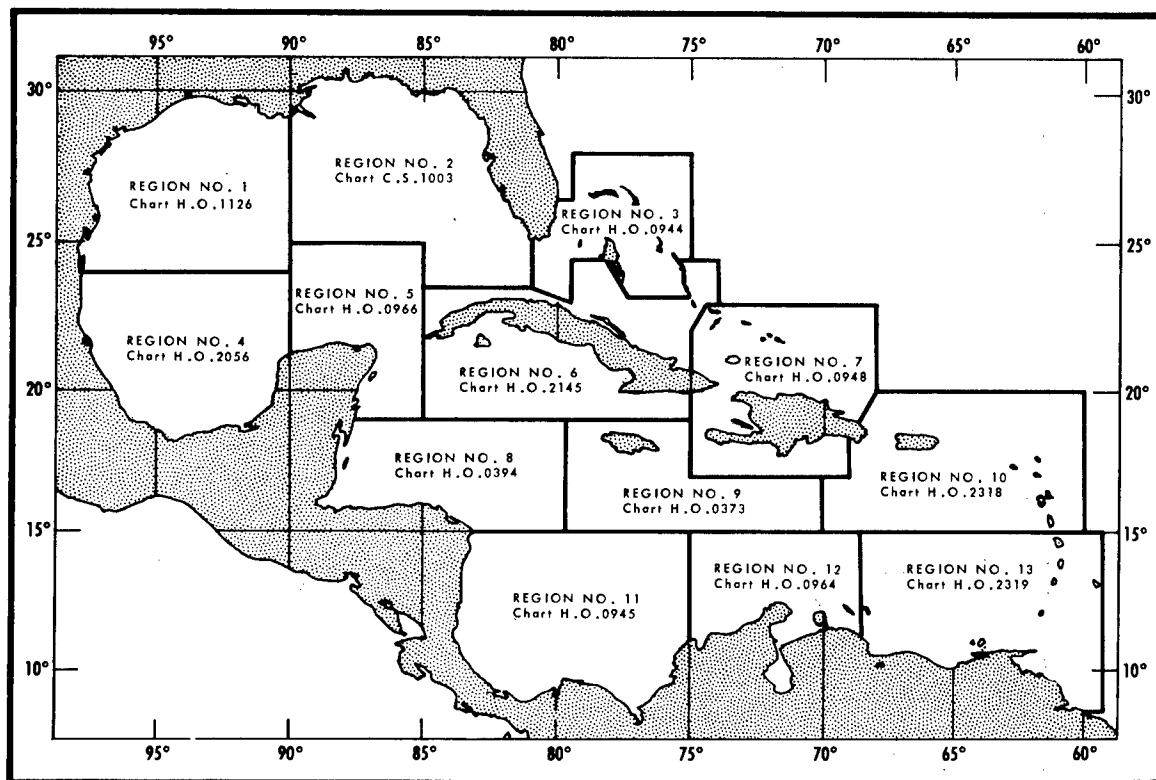 95° 90° 85° 80° 75° 70° 65° 60°
30° 30°
REGION NO. 2
Chart C.S.1003
REGION NO. 1
Chart H.O.1126
REGION NO. 3
Chart H.O.0944
25° 25°
REGION NO. 5
Chart H.O.0966
REGION NO. 4
Chart H.O.2056
REGION NO. 6
Chart H.O.2145
REGION NO. 7
Chart H.O.0948
20° 20°
REGION NO. 8
Chart H.O.0394
REGION NO. 9
Chart H.O.0373
REGION NO. 10
Chart H.O.2318
15° 15°
REGION NO. 11
Chart H.O.0945
REGION NO. 12
Chart H.O.0964
REGION NO. 13
Chart H.O.2319
10° 10°
95° 90° 85° 80° 75° 70° 65° 60°